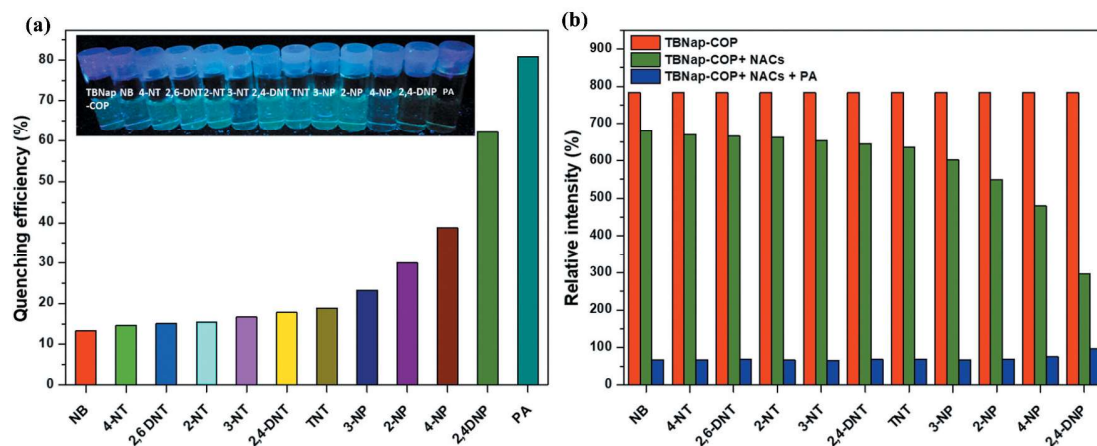 (a)
Quenching efficiency (%)
80
70
60
50
40
30
20
10
0
TBNap NB 4-NT 2,6-DNT 2-NT 3-NT 2,4-DNT TNT 3-NP 2-NP 4-NP 2,4-DNP PA
-COP
NB 4-NT 2,6 DNT 2-NT 3-NT 2,4-DNT TNT 3-NP 2-NP 4-NP 2,4DNP PA
(b)
Relative intensity (%)
900
800
700
600
500
400
300
200
100
0
TBNap-COP
TBNap-COP+ NACs
TBNap-COP+ NACs + PA
NB 4-NT 2,6-DNT 2-NT 3-NT 2,4-DNT TNT 3-NP 2-NP 4-NP 2,4-DNP